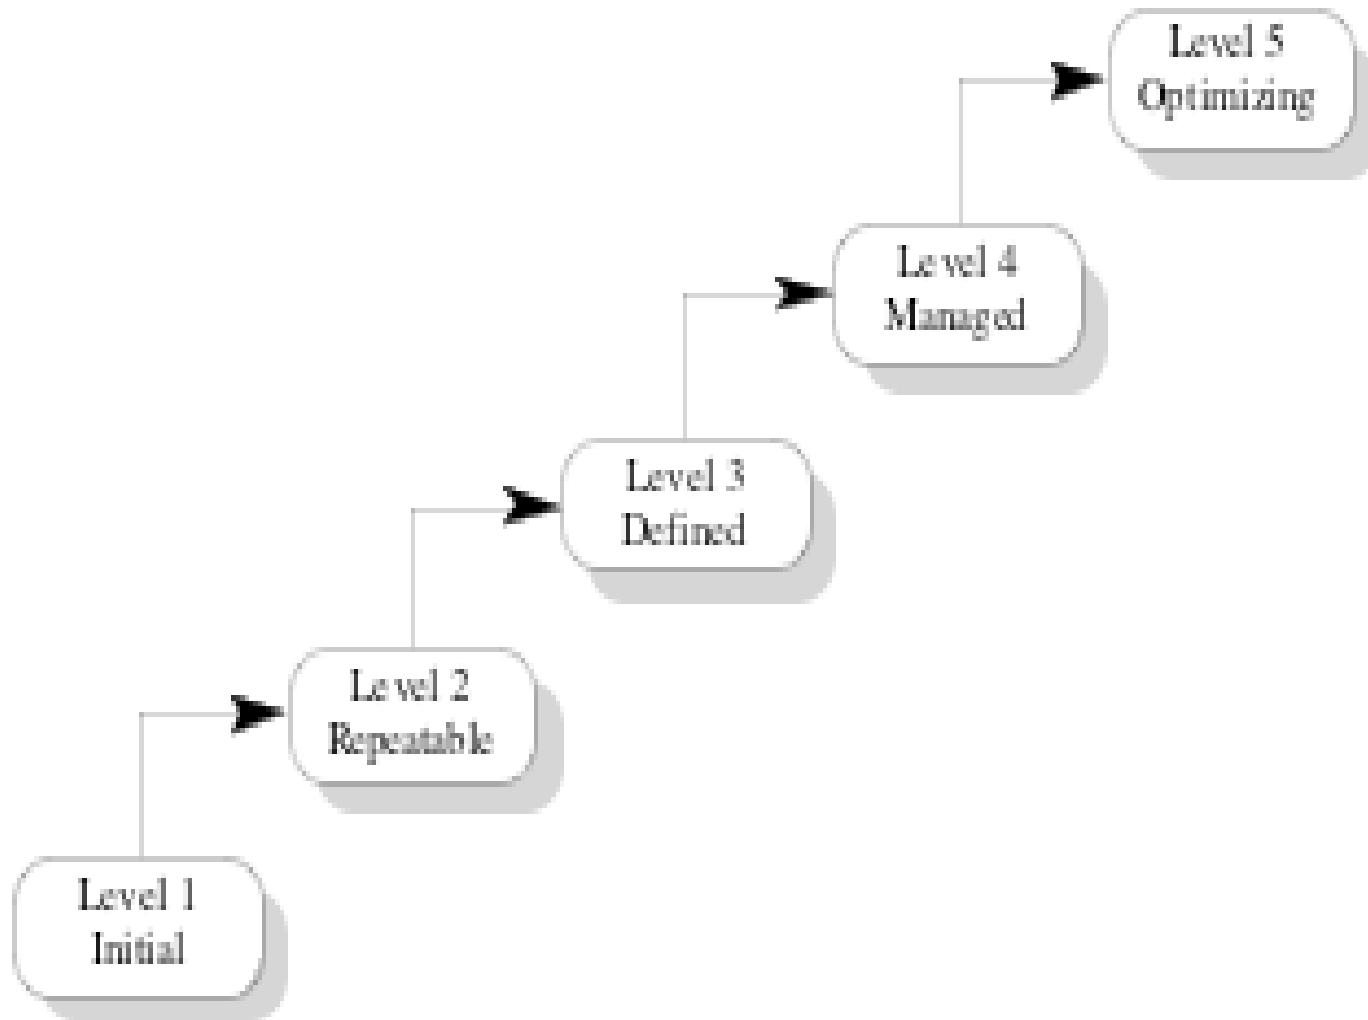 Level 5
Optimizing
Level 4
Managed
Level 3
Defined
Level 2
Repeatable
Level 1
Initial